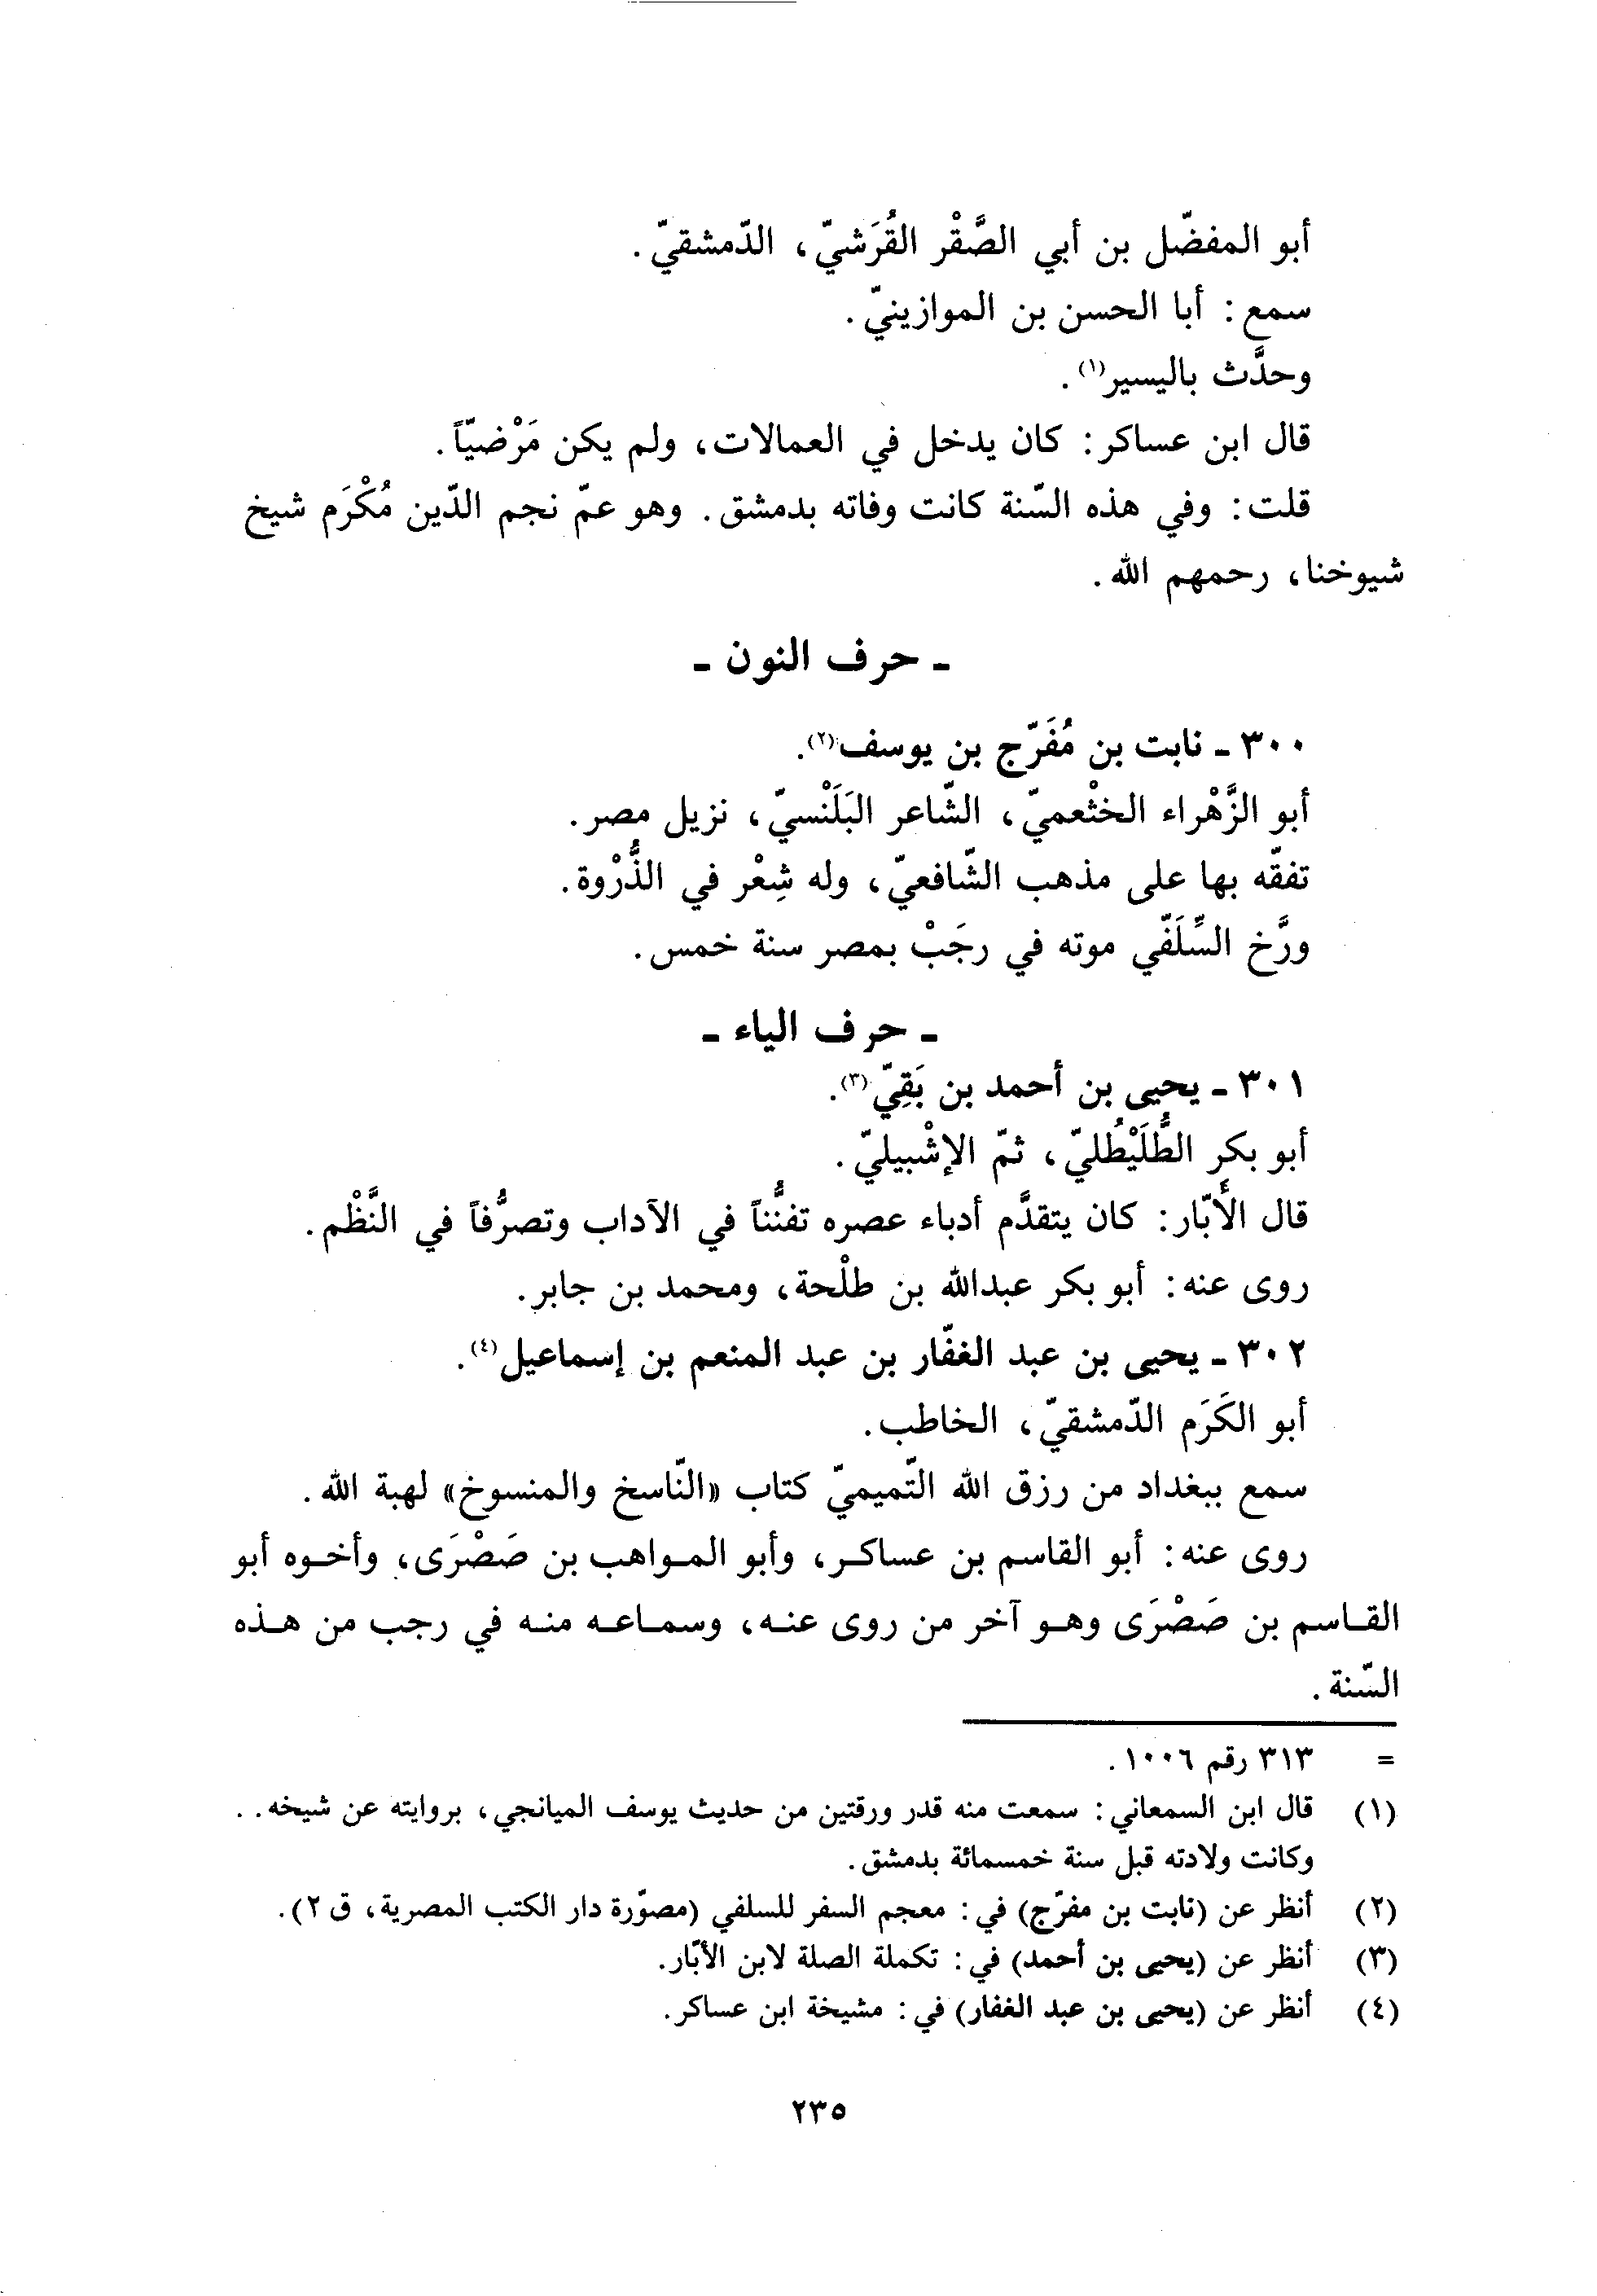 أبو المفضّل بن أبي الصَّقْر القُرَشيّ، الدّمشقيّ.
سمع: أبا الحسن بن الموازينيّ.
وحدَّث باليسير(١).
قال ابن عساكر: كان يدخل في العمالات، ولم يكن مَرْضيّاً.
قلت: وفي هذه السّنة كانت وفاته بدمشق. وهو عمّ نجم الدّين مُكْرَم شيخ
شيوخنا، رحمهم الله.
ـ حرف النون ـ
٣٠٠ ـ نابت بن مُفَرّج بن يوسف(٢).
أبو الزَّهْراء الخثْعميّ، الشّاعر البَلَنْسيّ، نزيل مصر.
تفقّه بها على مذهب الشّافعيّ، وله شِعْر في الذُّرْوة.
ورَّخ السِّلَفّي موته في رجَبْ بمصر سنة خمس.
ـ حرف الياء ـ
٣٠١ ـ يحيى بن أحمد بن بَقِيّ(٣).
أبو بكر الطُّلَيْطُليّ، ثمّ الإشْبيليّ.
قال الأَبّار: كان يتقدَّم أدباء عصره تفنُّناً في الآداب وتصرُّفاً في النَّظْم.
روى عنه: أبو بكر عبدالله بن طلْحة، ومحمد بن جابر.
٣٠٢ ـ يحيى بن عبد الغفّار بن عبد المنعم بن إسماعيل(٤).
أبو الكَرَم الدّمشقيّ، الخاطب.
سمع ببغداد من رزق الله التّميميّ كتاب «النّاسخ والمنسوخ» لهبة الله.
روى عنه: أبو القاسم بن عساكر، وأبو المواهب بن صَصْرَى، وأخوه أبو
القاسم بن صَصْرَى وهو آخر من روى عنه، وسماعه منه في رجب من هذه
السّنة.
= ٣١٣ رقم ١٠٠٦.
(١) قال ابن السمعاني: سمعت منه قدر ورقتين من حديث يوسف الميانجي، بروايته عن شيخه..
وكانت ولادته قبل سنة خمسمائة بدمشق.
(٢) أنظر عن (نابت بن مفرّج) في: معجم السفر للسلفي (مصوّرة دار الكتب المصرية، ق ٢).
(٣) أنظر عن (يحيى بن أحمد) في: تكملة الصلة لابن الأبّار.
(٤) أنظر عن (يحيى بن عبد الغفار) في: مشيخة ابن عساكر.
٢٣٥